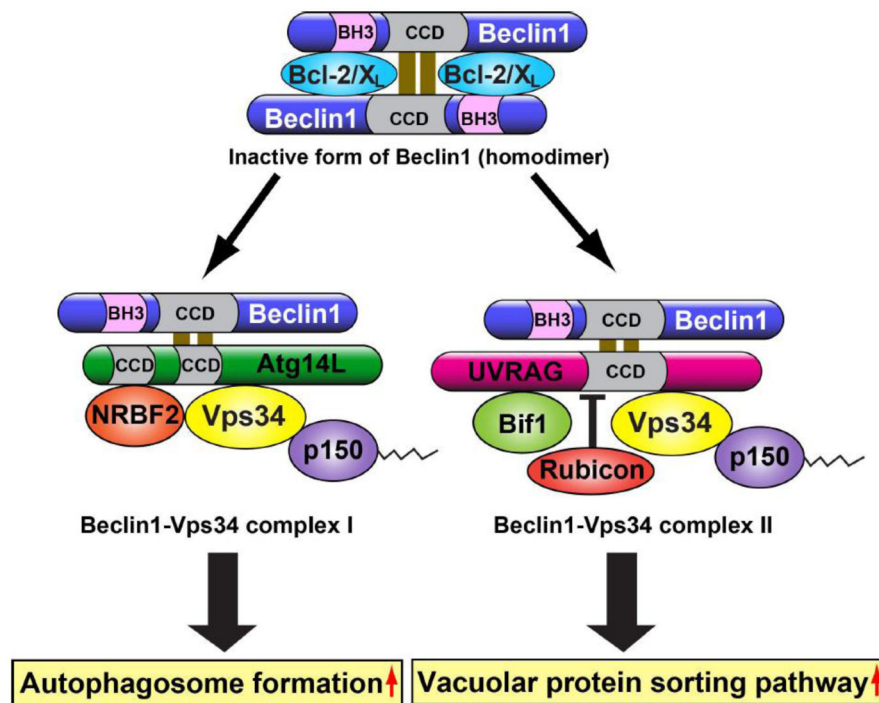 BH3 CCD Beclin1
Bcl-2/XL Bcl-2/XL
Beclin1 CCD BH3
Inactive form of Beclin1 (homodimer)
BH3 CCD Beclin1
CCD CCD Atg14L
NRBF2 Vps34
p150
Beclin1-Vps34 complex I
Autophagosome formation
BH3 CCD Beclin1
UVRAG CCD
Bif1 Vps34
Rubicon p150
Beclin1-Vps34 complex II
Vacuolar protein sorting pathway